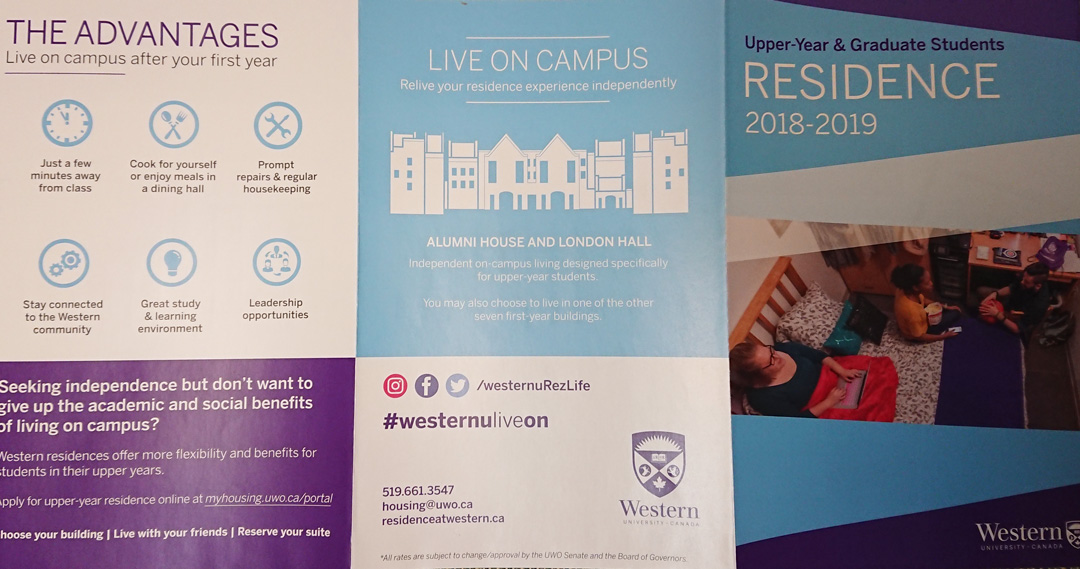 THE ADVANTAGES
Live on campus after your first year
Just a few
minutes away
from class
Cook for yourself
or enjoy meals in
a dining hall
Prompt
repairs & regular
housekeeping
Stay connected
to the Western
community
Great study
& learning
environment
Leadership
opportunities
Seeking independence but don't want to
give up the academic and social benefits
of living on campus?
Western residences offer more flexibility and benefits for
students in their upper years.
Apply for upper-year residence online at myhousing.uwo.ca/portal
Choose your building | Live with your friends | Reserve your suite
LIVE ON CAMPUS
Relive your residence experience independently
ALUMNI HOUSE AND LONDON HALL
Independent on-campus living designed specifically
for upper-year students.
You may also choose to live in one of the other
seven first-year buildings.
/westernuRezLife
#westernuliveon
519.661.3547
housing@uwo.ca
residenceatwestern.ca
Western
UNIVERSITY · CANADA
*All rates are subject to change/approval by the UWO Senate and the Board of Governors.
Upper-Year & Graduate Students
RESIDENCE
2018-2019
Western
UNIVERSITY · CANADA